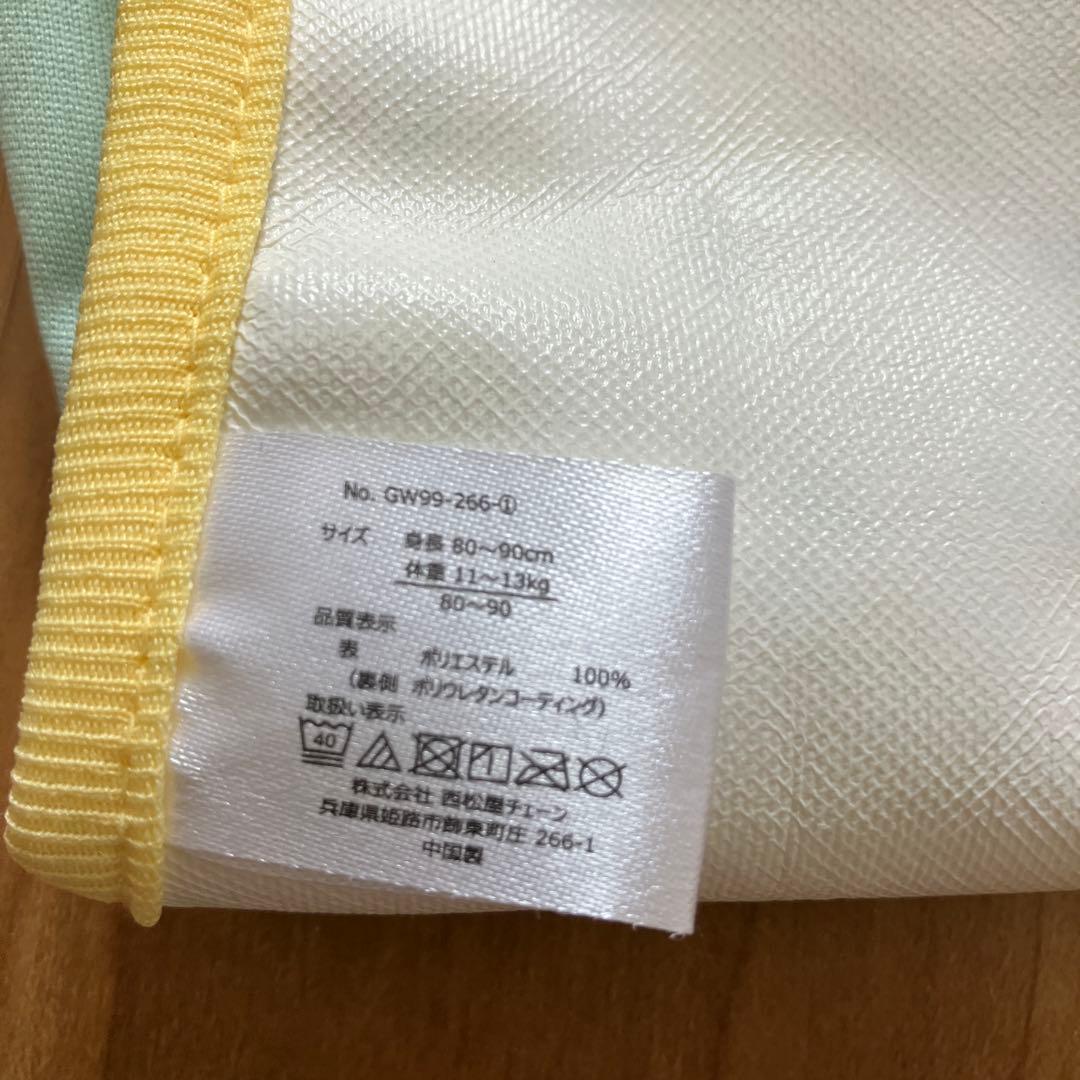 No. GW99-266-①
サイズ 身長 80～90cm
体重 11～13kg
80～90
品質表示
表 ポリエステル 100%
(裏側 ポリウレタンコーティング)
取扱い表示
40
株式会社 西松屋チェーン
兵庫県姫路市飾東町庄 266-1
中国製